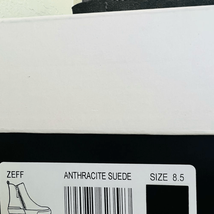 ZEFF ANTHRACITE SUEDE SIZE 8.5